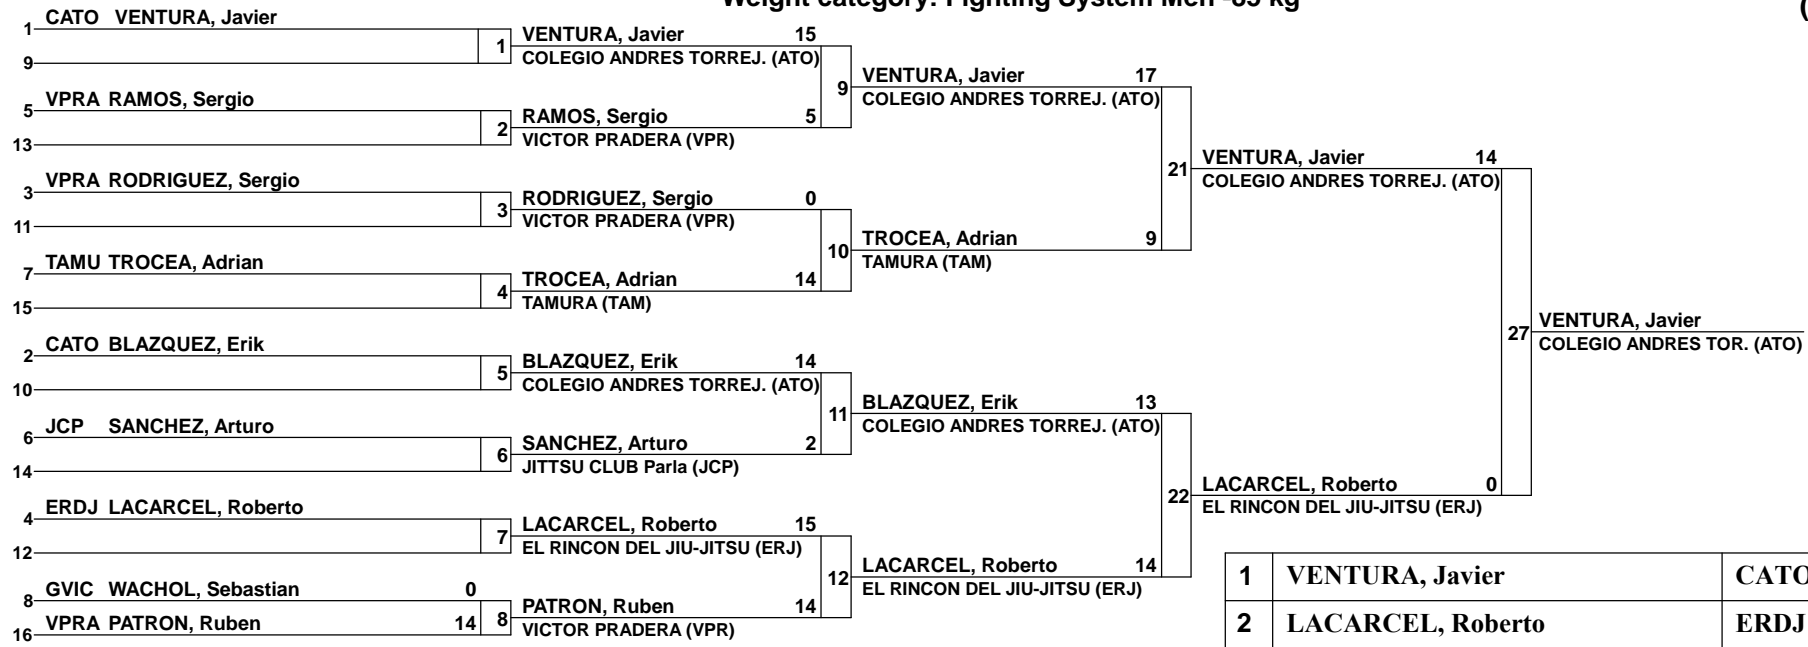 Weight category: Fighting System Men -85 kg
(
1 CATO VENTURA, Javier
9
1 VENTURA, Javier 15
COLEGIO ANDRES TORREJ. (ATO)
5 VPRA RAMOS, Sergio
13
2 RAMOS, Sergio 5
VICTOR PRADERA (VPR)
9 VENTURA, Javier 17
COLEGIO ANDRES TORREJ. (ATO)
3 VPRA RODRIGUEZ, Sergio
11
3 RODRIGUEZ, Sergio 0
VICTOR PRADERA (VPR)
7 TAMU TROCEA, Adrian
15
4 TROCEA, Adrian 14
TAMURA (TAM)
10 TROCEA, Adrian 9
TAMURA (TAM)
21 VENTURA, Javier 14
COLEGIO ANDRES TORREJ. (ATO)
2 CATO BLAZQUEZ, Erik
10
5 BLAZQUEZ, Erik 14
COLEGIO ANDRES TORREJ. (ATO)
6 JCP SANCHEZ, Arturo
14
6 SANCHEZ, Arturo 2
JITTSU CLUB Parla (JCP)
11 BLAZQUEZ, Erik 13
COLEGIO ANDRES TORREJ. (ATO)
4 ERDJ LACARCEL, Roberto
12
7 LACARCEL, Roberto 15
EL RINCON DEL JIU-JITSU (ERJ)
8 GVIC WACHOL, Sebastian 0
16 VPRA PATRON, Ruben 14
8 PATRON, Ruben 14
VICTOR PRADERA (VPR)
12 LACARCEL, Roberto 14
EL RINCON DEL JIU-JITSU (ERJ)
22 LACARCEL, Roberto 0
EL RINCON DEL JIU-JITSU (ERJ)
27 VENTURA, Javier
COLEGIO ANDRES TOR. (ATO)
1 VENTURA, Javier CATO
2 LACARCEL, Roberto ERDJ